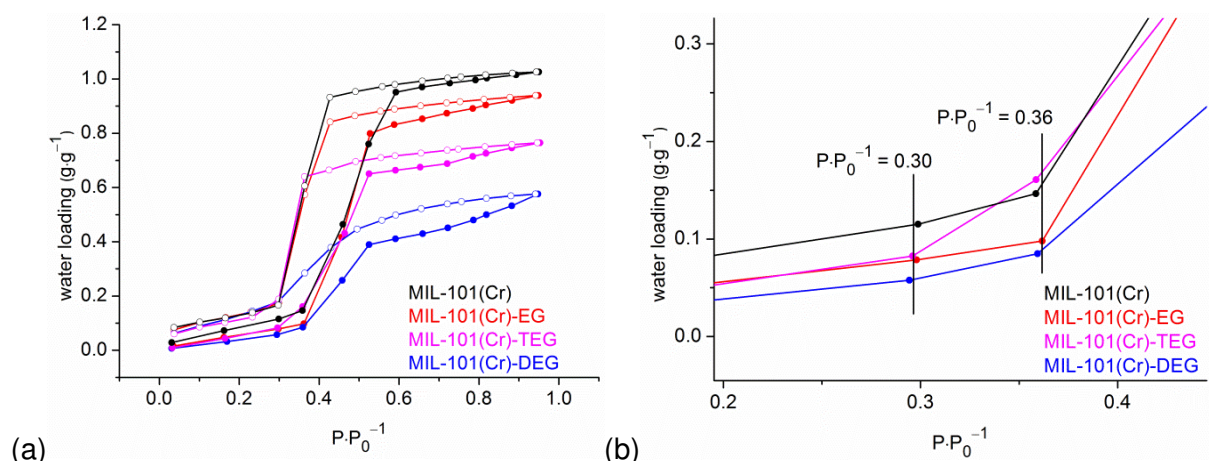 1.2
1.0
0.8
0.6
0.4
0.2
0.0
water loading (g·g⁻¹)
MIL-101(Cr)
MIL-101(Cr)-EG
MIL-101(Cr)-TEG
MIL-101(Cr)-DEG
0.0 0.2 0.4 0.6 0.8 1.0
P·P₀⁻¹
(a)
0.3
0.2
0.1
0.0
water loading (g·g⁻¹)
P·P₀⁻¹ = 0.36
P·P₀⁻¹ = 0.30
MIL-101(Cr)
MIL-101(Cr)-EG
MIL-101(Cr)-TEG
MIL-101(Cr)-DEG
0.2 0.3 0.4
P·P₀⁻¹
(b)